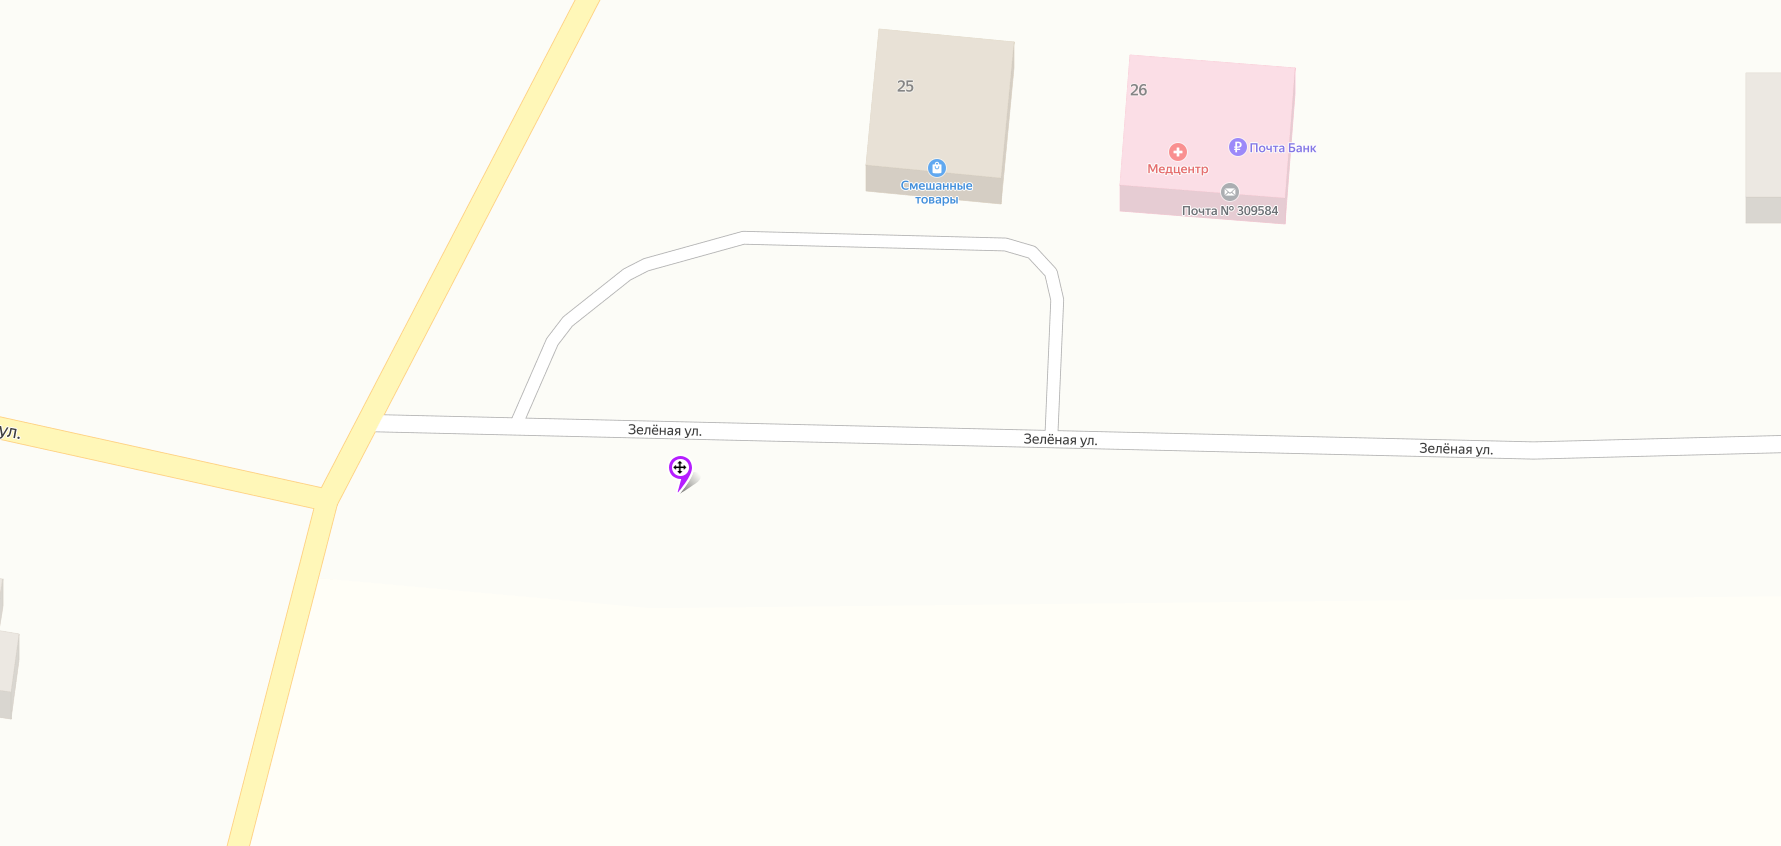 25
26
Почта Банк
Медцентр
Смешанные
товары
Почта № 309584
ул.
Зелёная ул.
Зелёная ул.
Зелёная ул.